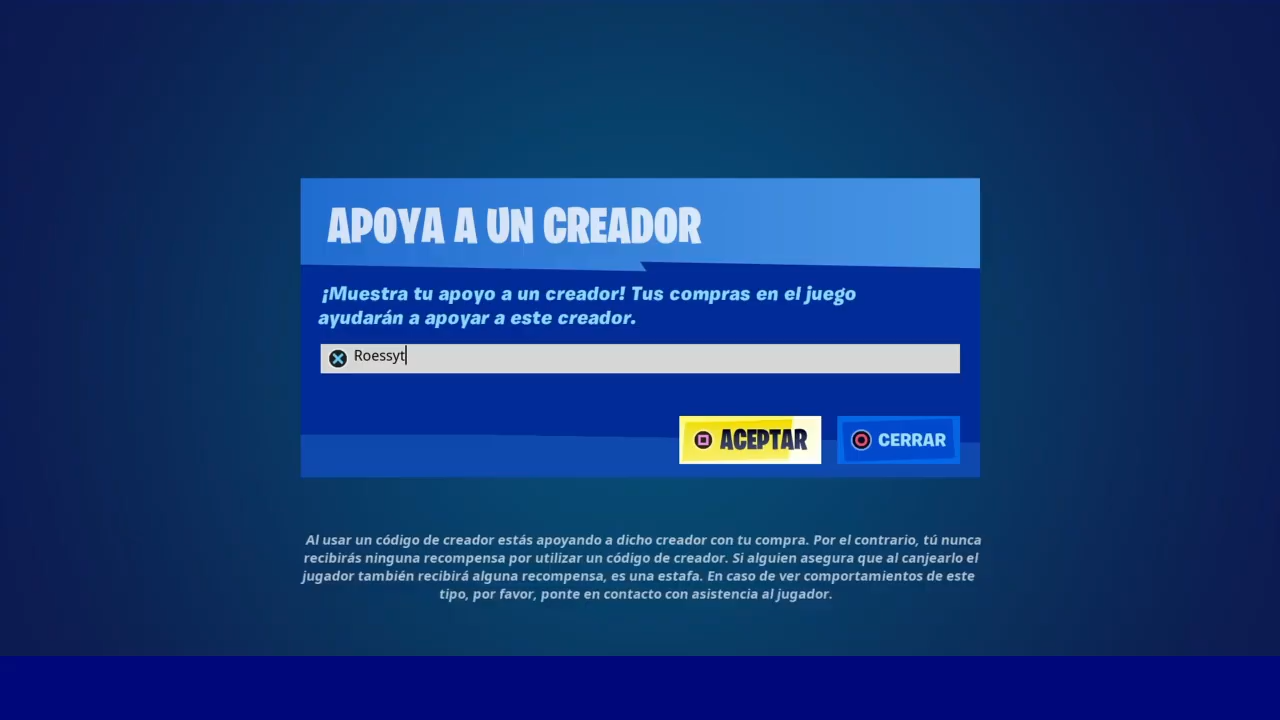 APOYA A UN CREADOR
¡Muestra tu apoyo a un creador! Tus compras en el juego
ayudarán a apoyar a este creador.
Roessyt
ACEPTAR
CERRAR
Al usar un código de creador estás apoyando a dicho creador con tu compra. Por el contrario, tú nunca
recibirás ninguna recompensa por utilizar un código de creador. Si alguien asegura que al canjearlo el
jugador también recibirá alguna recompensa, es una estafa. En caso de ver comportamientos de este
tipo, por favor, ponte en contacto con asistencia al jugador.